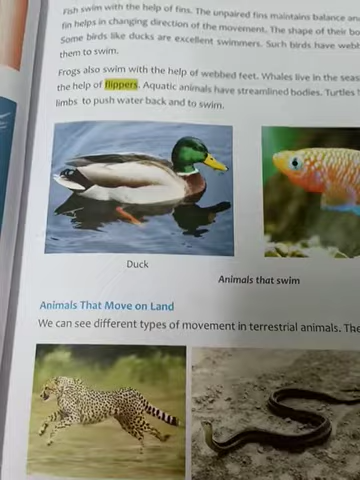 Fish swim with the help of fins. The unpaired fins maintains balance an
fin helps in changing direction of the movement. The shape of their bo
Some birds like ducks are excellent swimmers. Such birds have webb
them to swim.
Frogs also swim with the help of webbed feet. Whales live in the seas
the help of flippers. Aquatic animals have streamlined bodies. Turtles
limbs to push water back and to swim.
Duck
Animals that swim
Animals That Move on Land
We can see different types of movement in terrestrial animals. The